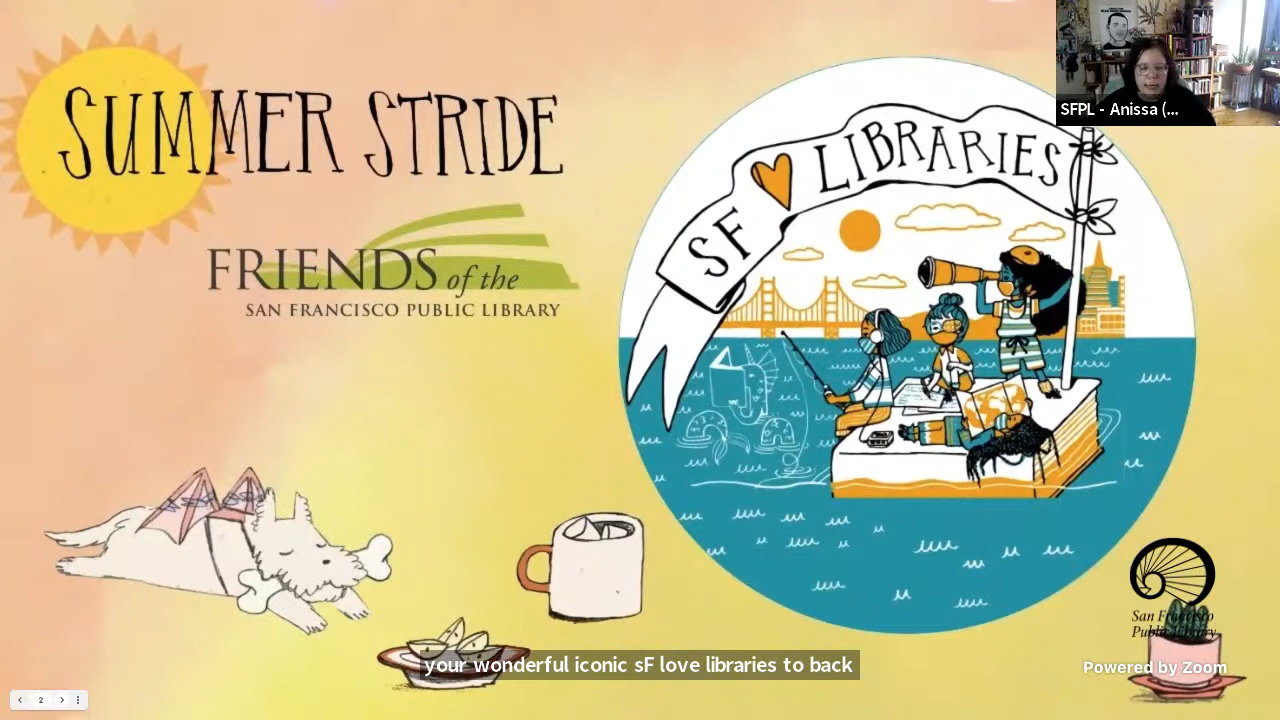 SUMMER STRIDE
FRIENDS of the
SAN FRANCISCO PUBLIC LIBRARY
SF LIBRARIES
SFPL - Anissa (...
San Francisco
Public Library
your wonderful iconic sF love libraries to back
Powered by Zoom
2